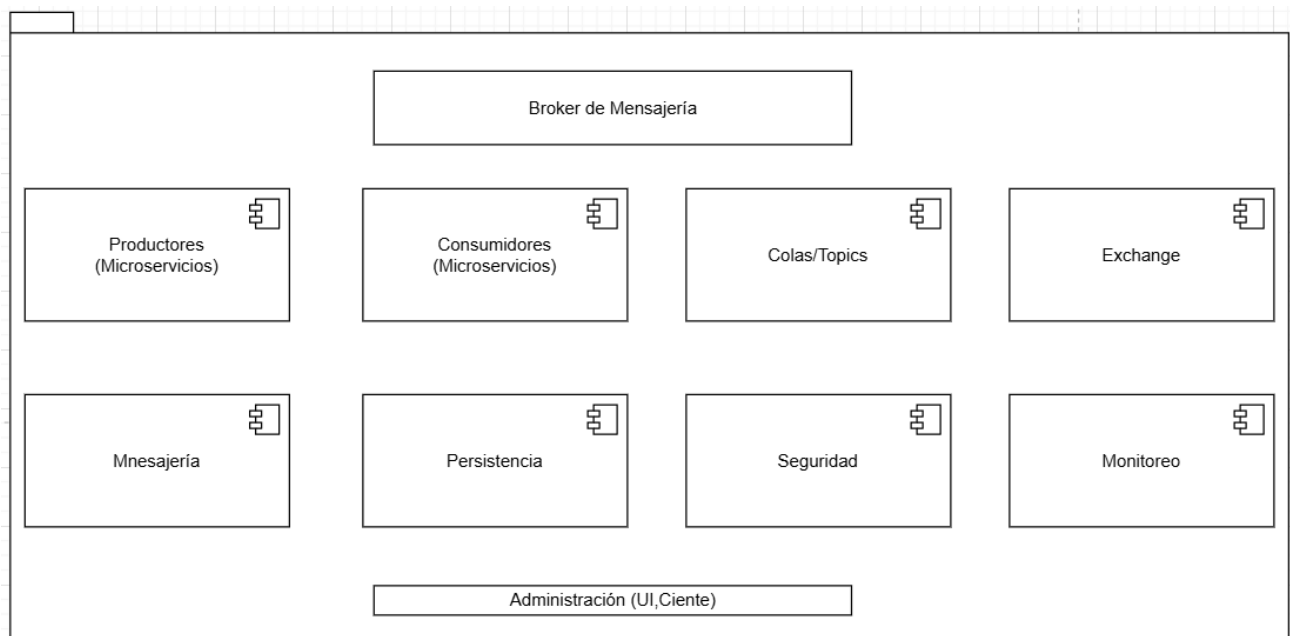 Broker de Mensajería
Productores
(Microservicios)
Consumidores
(Microservicios)
Colas/Topics
Exchange
Mnesajería
Persistencia
Seguridad
Monitoreo
Administración (UI,Ciente)